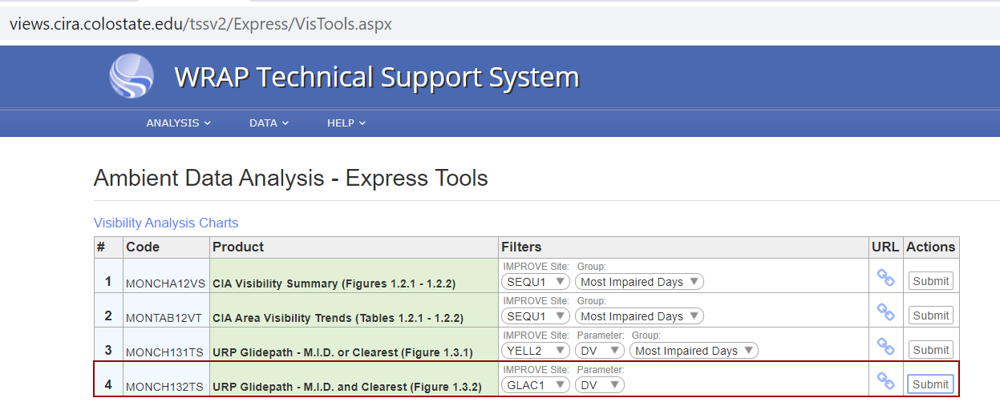 views.cira.colostate.edu/tssv2/Express/VisTools.aspx
WRAP Technical Support System
ANALYSIS DATA HELP
Ambient Data Analysis - Express Tools
Visibility Analysis Charts
# Code Product Filters URL Actions
IMPROVE Site: Group:
1 MONCHA12VS CIA Visibility Summary (Figures 1.2.1 - 1.2.2) SEQU1 Most Impaired Days Submit
IMPROVE Site: Group:
2 MONTAB12VT CIA Area Visibility Trends (Tables 1.2.1 - 1.2.2) SEQU1 Most Impaired Days Submit
IMPROVE Site: Parameter: Group:
3 MONCH131TS URP Glidepath - M.I.D. or Clearest (Figure 1.3.1) YELL2 DV Most Impaired Days Submit
IMPROVE Site: Parameter:
4 MONCH132TS URP Glidepath - M.I.D. and Clearest (Figure 1.3.2) GLAC1 DV Submit